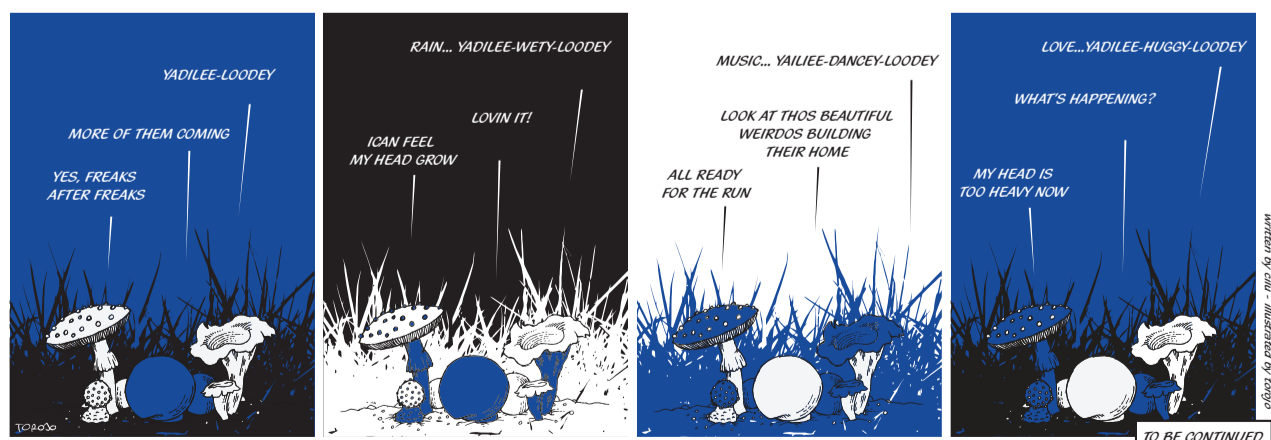 YADILEE-LOODEY
MORE OF THEM COMING
YES, FREAKS
AFTER FREAKS
TOROJO
RAIN... YADILEE-WETY-LOODEY
LOVIN IT!
ICAN FEEL
MY HEAD GROW
MUSIC... YAILIEE-DANCEY-LOODEY
LOOK AT THOS BEAUTIFUL
WEIRDOS BUILDING
THEIR HOME
ALL READY
FOR THE RUN
LOVE...YADILEE-HUGGY-LOODEY
WHAT'S HAPPENING?
MY HEAD IS
TOO HEAVY NOW
written by - illustrated by torojo
TO BE CONTINUED